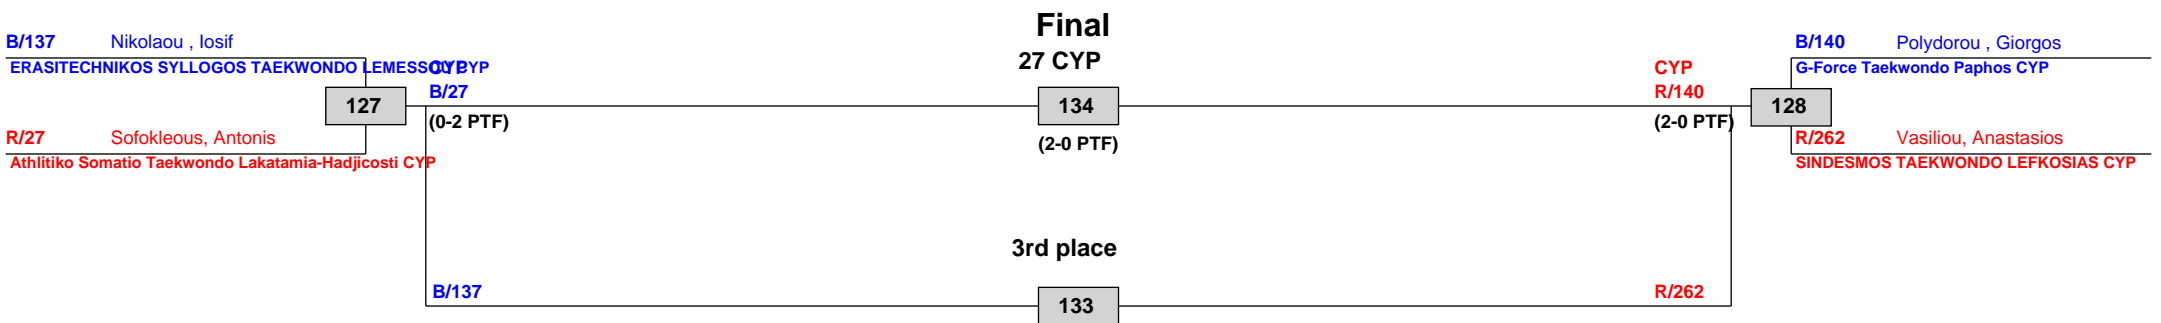 Final
27 CYP
B/137 Nikolaou , Iosif
ERASITECHNIKOS SYLLOGOS TAEKWONDO LEMESSOU CYP
127
R/27 Sofokleous, Antonis
Athlitiko Somatio Taekwondo Lakatamia-Hadjicosti CYP
CYP
B/27
(0-2 PTF)
134
(2-0 PTF)
CYP
R/140
(2-0 PTF)
B/140 Polydorou , Giorgos
G-Force Taekwondo Paphos CYP
128
R/262 Vasiliou, Anastasios
SINDESMOS TAEKWONDO LEFKOSIAS CYP
3rd place
B/137
133
R/262